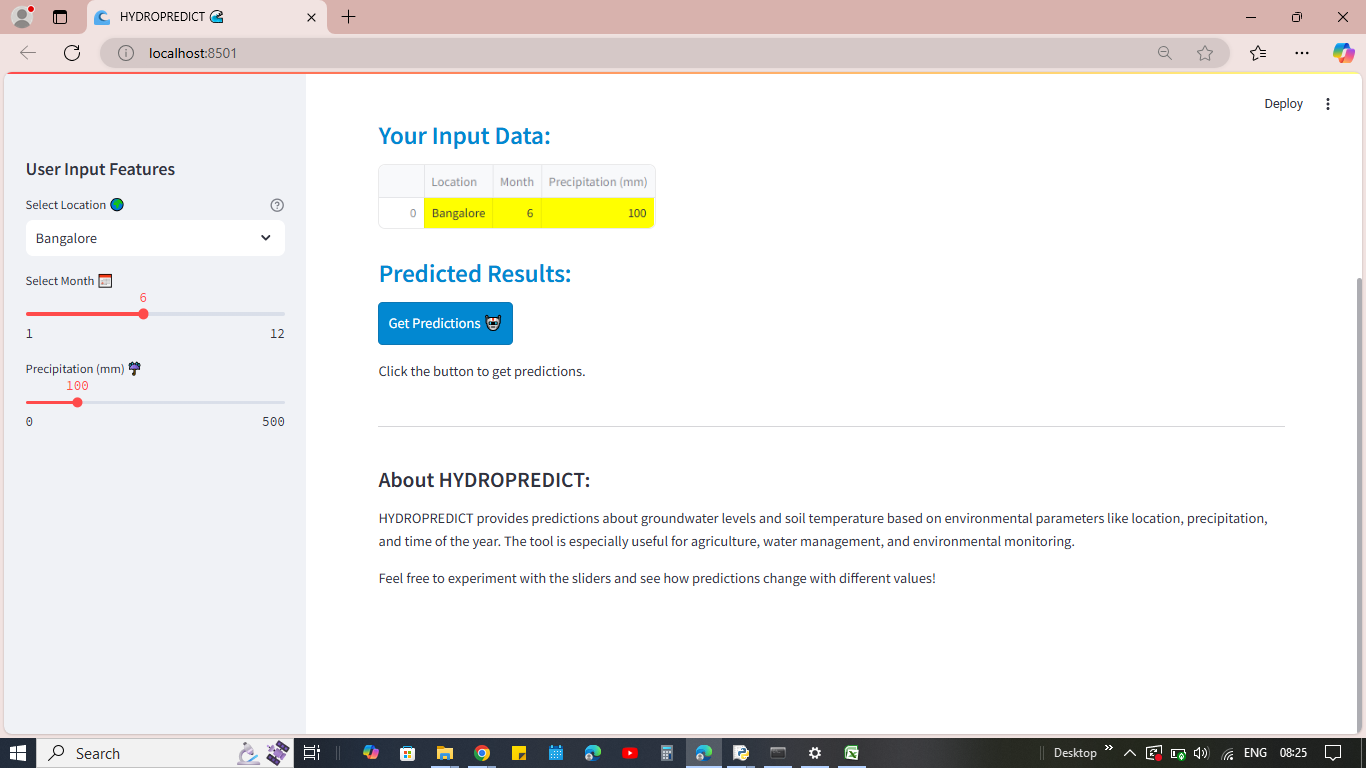 HYDROPREDICT
localhost:8501
Deploy
User Input Features
Select Location
Bangalore
Select Month
6
1 12
Precipitation (mm)
100
0 500
Your Input Data:
Location Month Precipitation (mm)
0 Bangalore 6 100
Predicted Results:
Get Predictions
Click the button to get predictions.
About HYDROPREDICT:
HYDROPREDICT provides predictions about groundwater levels and soil temperature based on environmental parameters like location, precipitation,
and time of the year. The tool is especially useful for agriculture, water management, and environmental monitoring.
Feel free to experiment with the sliders and see how predictions change with different values!
Search Desktop ENG 08:25